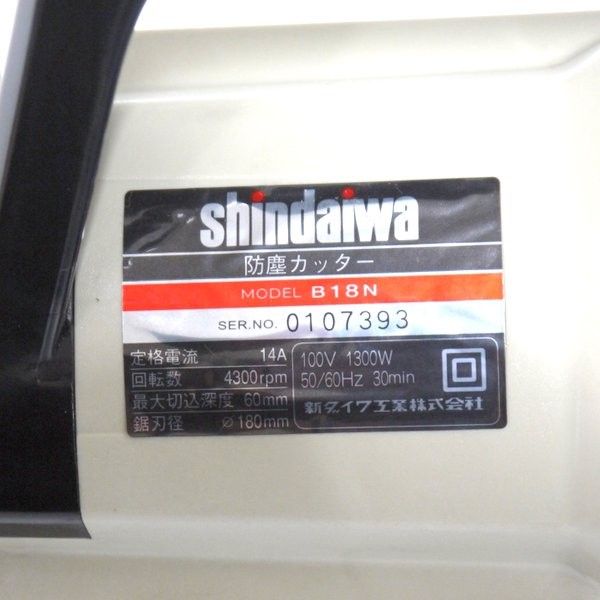 shindaiwa
防塵カッター
MODEL B18N
SER.NO. 0107393
定格電流 14A
回転数 4300rpm
最大切込深度 60mm
鋸刃径 ø180mm
100V 1300W
50/60Hz 30min
新ダイワ工業株式会社